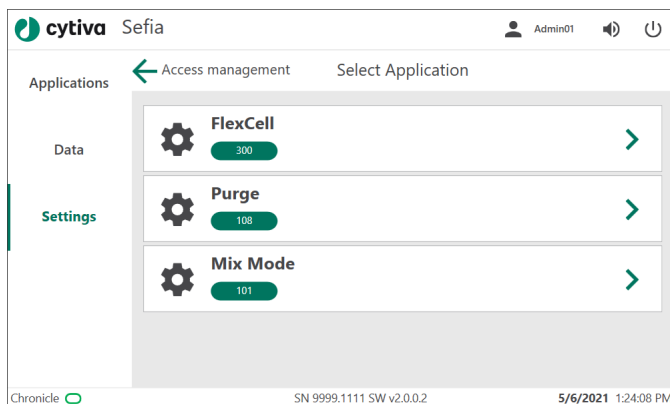 cytiva Sefia Admin01
Applications
Data
Settings
Access management Select Application
FlexCell
300
Purge
108
Mix Mode
101
Chronicle SN 9999.1111 SW v2.0.0.2 5/6/2021 1:24:08 PM